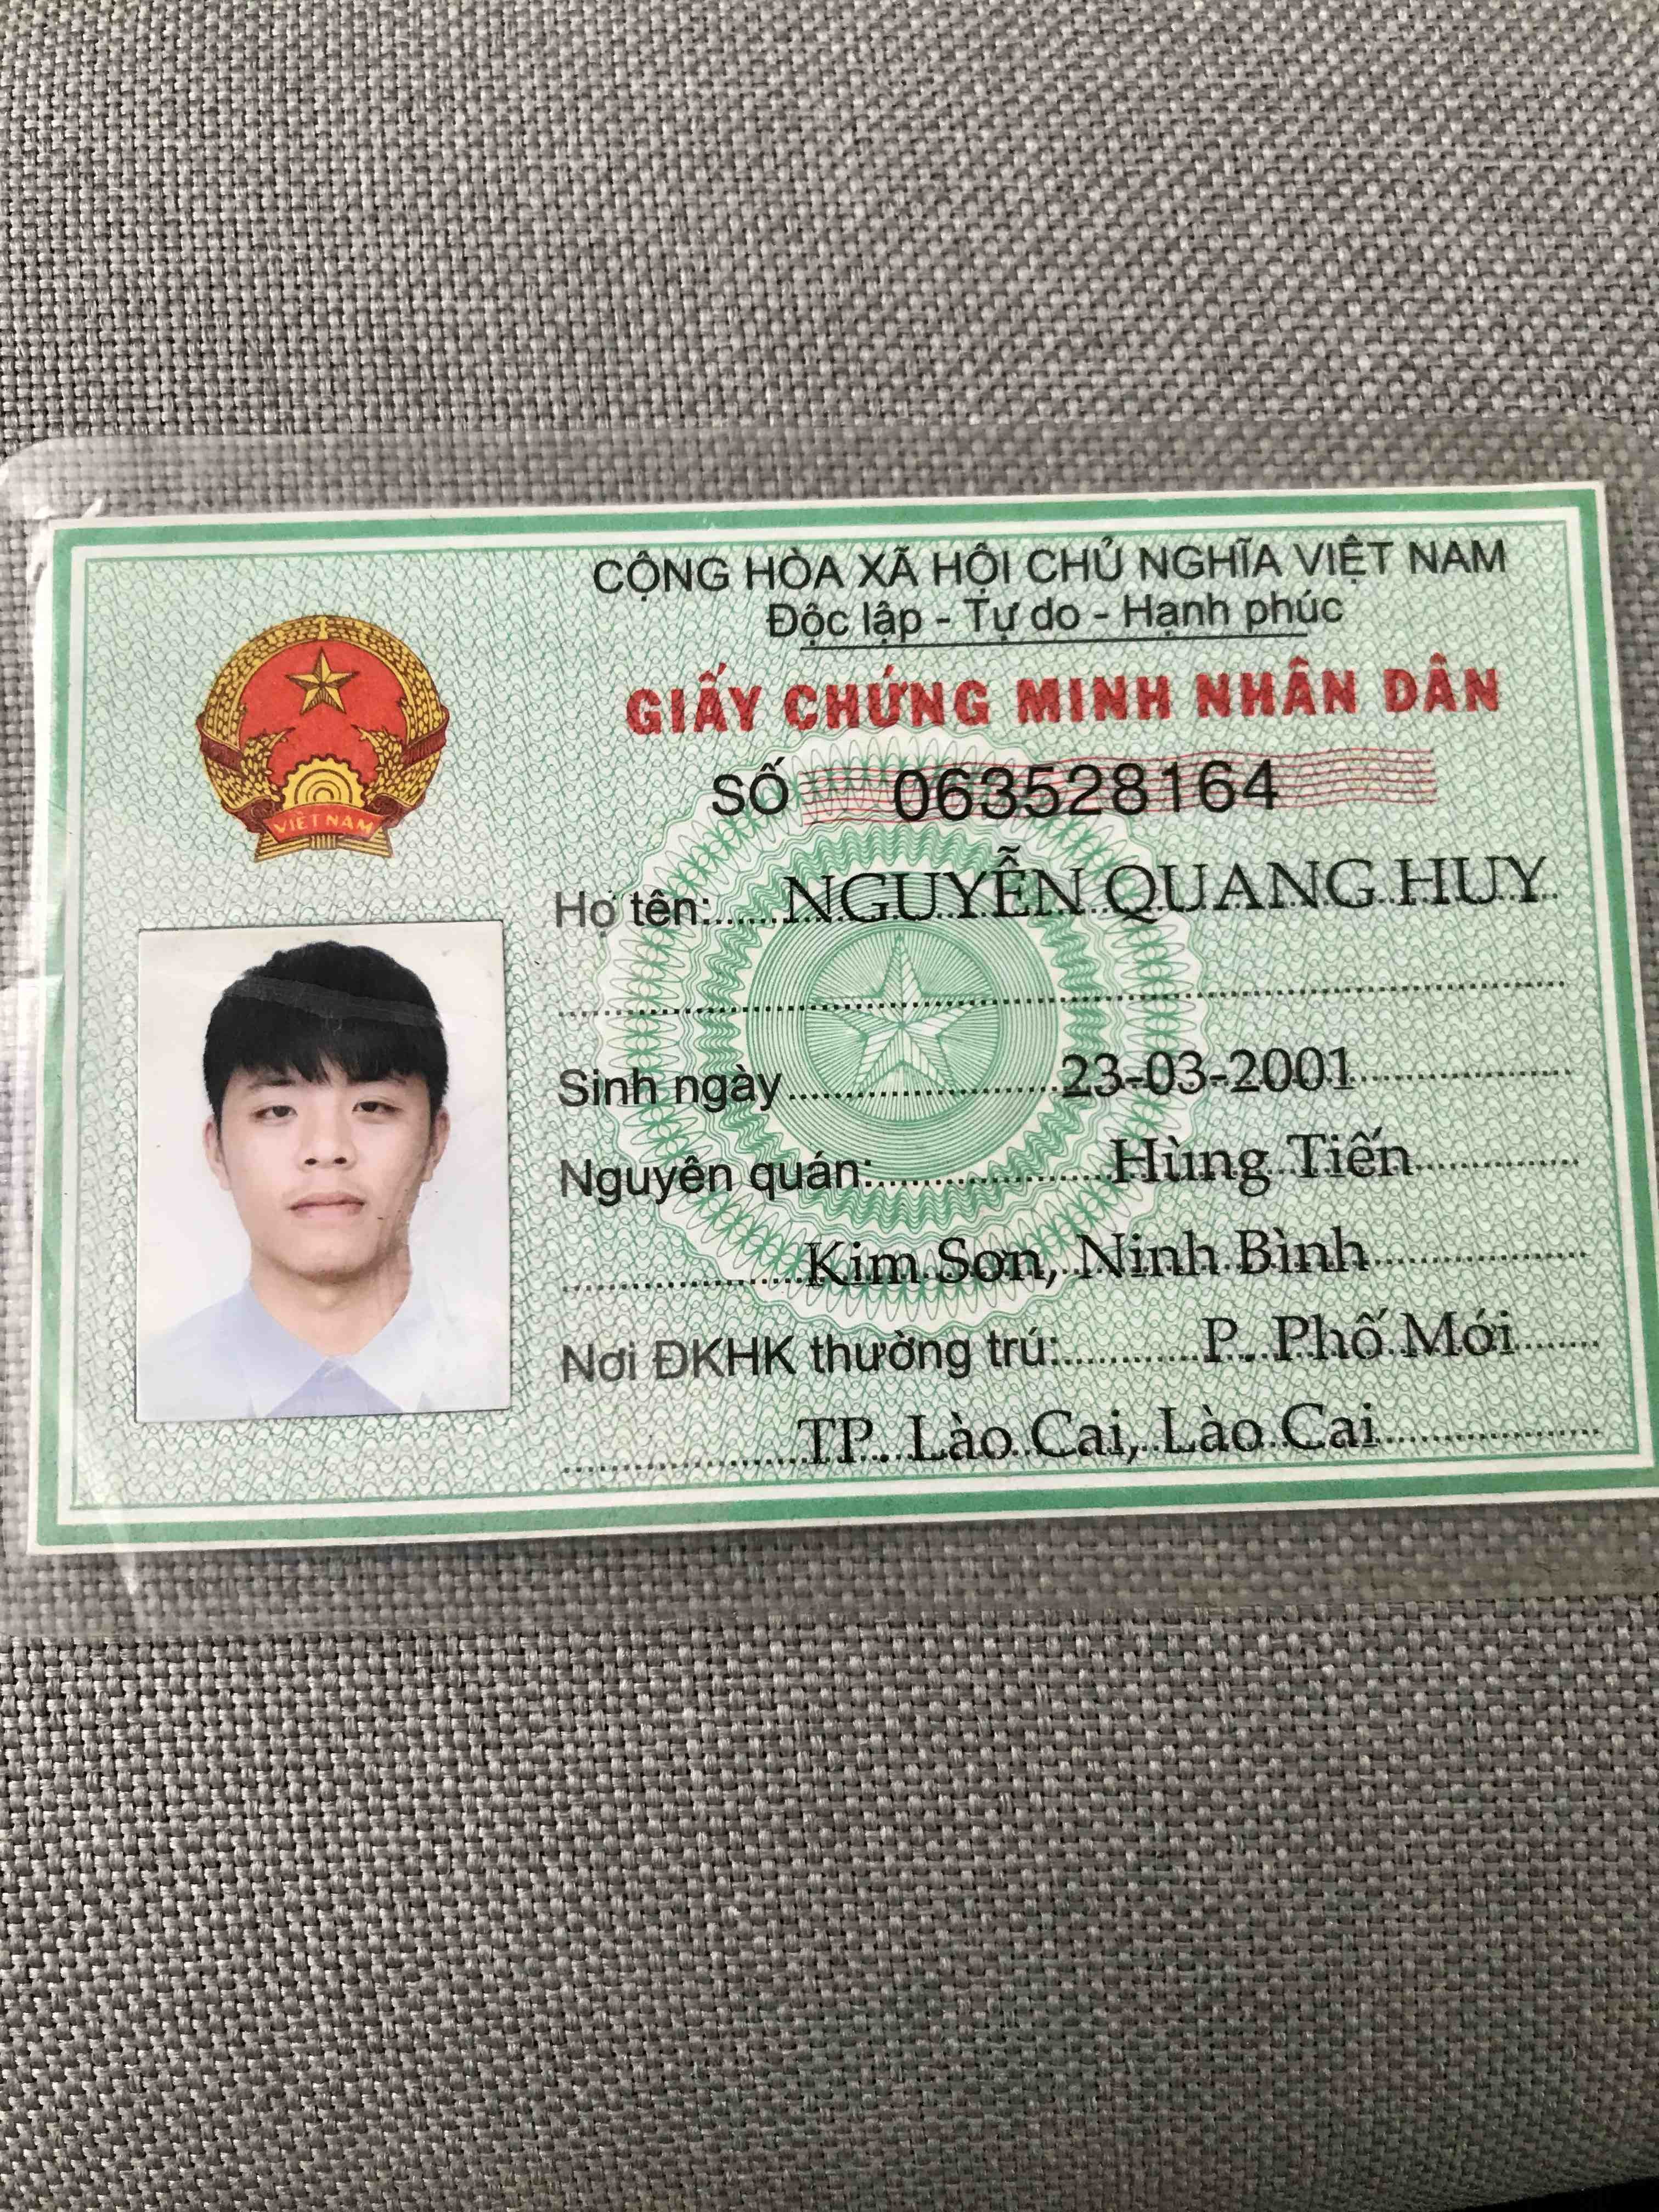 CỘNG HÒA XÃ HỘI CHỦ NGHĨA VIỆT NAM
Độc lập - Tự do - Hạnh phúc
GIẤY CHỨNG MINH NHÂN DÂN
SỐ 063528164
Họ tên: NGUYỄN QUANG HUY
Sinh ngày 23-03-2001
Nguyên quán: Hùng Tiến
Kim Sơn, Ninh Bình
Nơi ĐKHK thường trú: P. Phố Mới
TP. Lào Cai, Lào Cai
VIỆT NAM